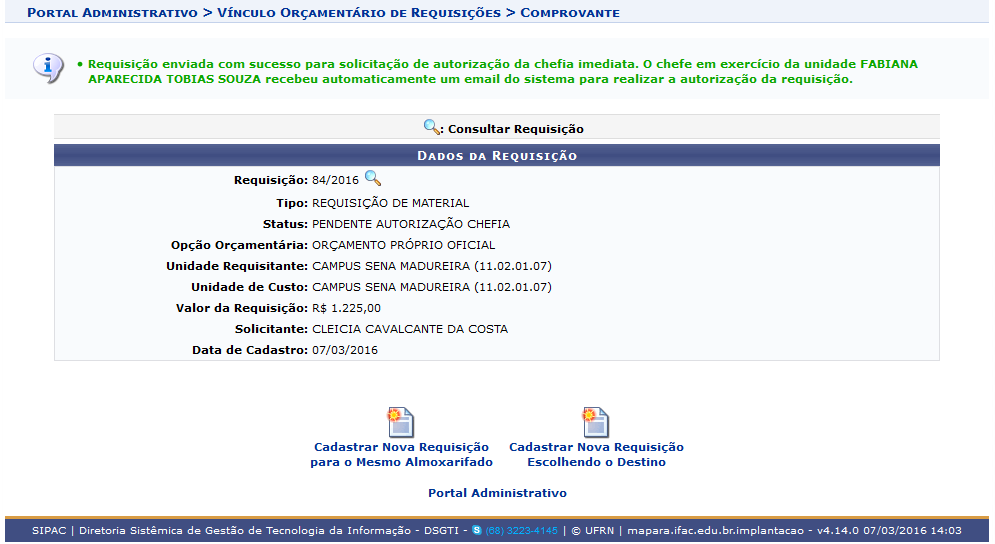 Portal Administrativo > Vínculo Orçamentário de Requisições > Comprovante
• Requisição enviada com sucesso para solicitação de autorização da chefia imediata. O chefe em exercício da unidade FABIANA
APARECIDA TOBIAS SOUZA recebeu automaticamente um email do sistema para realizar a autorização da requisição.
: Consultar Requisição
Dados da Requisição
Requisição: 84/2016
Tipo: REQUISIÇÃO DE MATERIAL
Status: PENDENTE AUTORIZAÇÃO CHEFIA
Opção Orçamentária: ORÇAMENTO PRÓPRIO OFICIAL
Unidade Requisitante: CAMPUS SENA MADUREIRA (11.02.01.07)
Unidade de Custo: CAMPUS SENA MADUREIRA (11.02.01.07)
Valor da Requisição: R$ 1.225,00
Solicitante: CLEICIA CAVALCANTE DA COSTA
Data de Cadastro: 07/03/2016
Cadastrar Nova Requisição
para o Mesmo Almoxarifado
Cadastrar Nova Requisição
Escolhendo o Destino
Portal Administrativo
SIPAC | Diretoria Sistêmica de Gestão de Tecnologia da Informação - DSGTI - (68) 3223-4145 | © UFRN | mapara.ifac.edu.br.implantacao - v4.14.0 07/03/2016 14:03